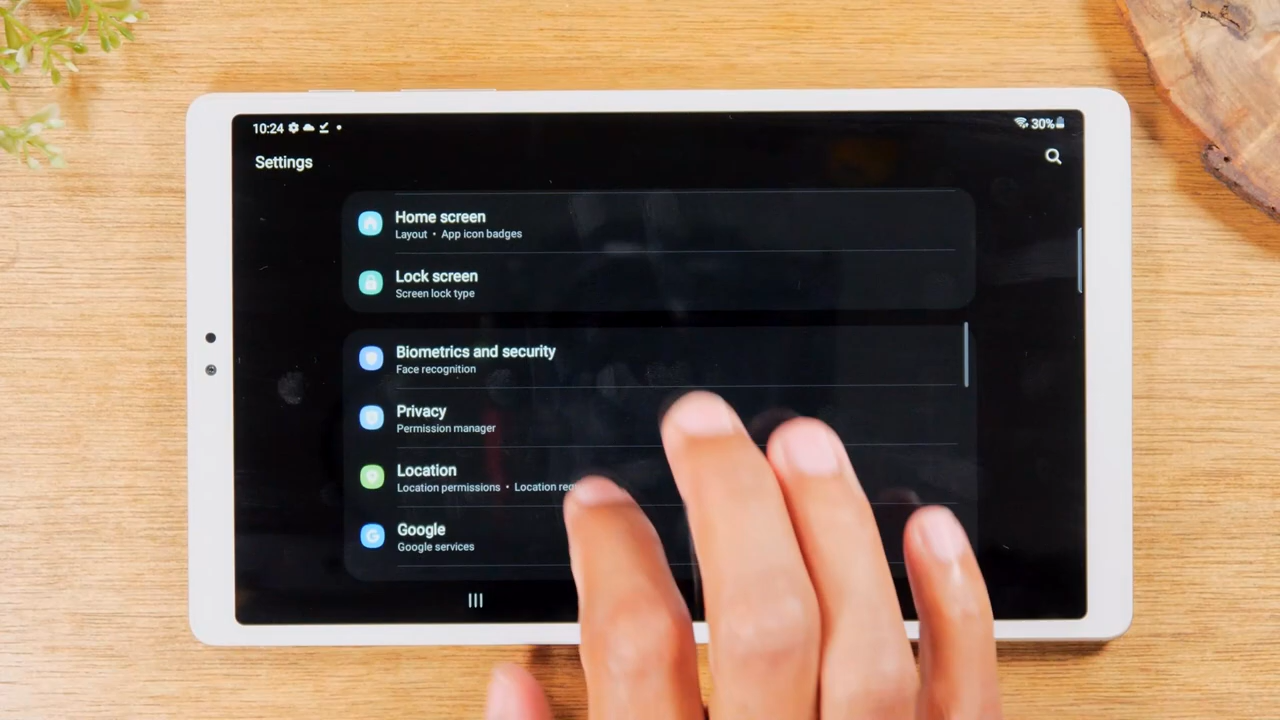 10:24
30%
Settings
Home screen
Layout • App icon badges
Lock screen
Screen lock type
Biometrics and security
Face recognition
Privacy
Permission manager
Location
Location permissions • Location
Google
Google services